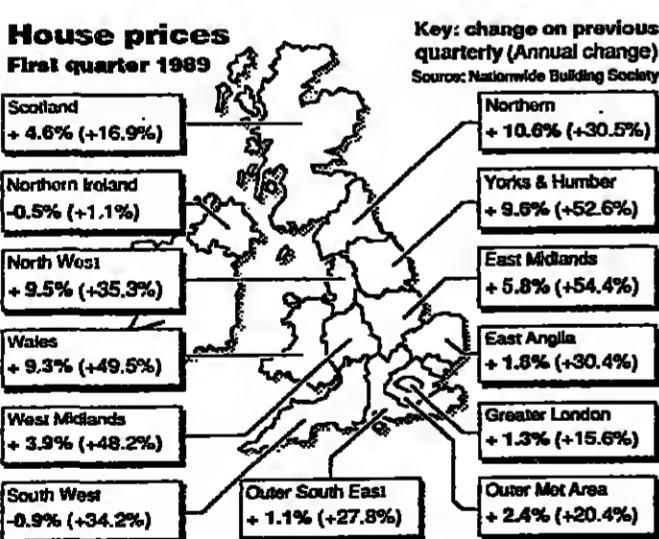 House prices
First quarter 1989
Key: change on previous
quarterly (Annual change)
Source: Nationwide Building Society
Scotland
+ 4.6% (+16.9%)
Northern Ireland
-0.5% (+1.1%)
North West
+ 9.5% (+35.3%)
Wales
+ 9.3% (+49.5%)
West Midlands
+ 3.9% (+48.2%)
South West
-0.9% (+34.2%)
Outer South East
+ 1.1% (+27.8%)
Northern
+ 10.6% (+30.5%)
Yorks & Humber
+ 9.6% (+52.6%)
East Midlands
+ 5.8% (+54.4%)
East Anglia
+ 1.8% (+30.4%)
Greater London
+ 1.3% (+15.6%)
Outer Met Area
+ 2.4% (+20.4%)